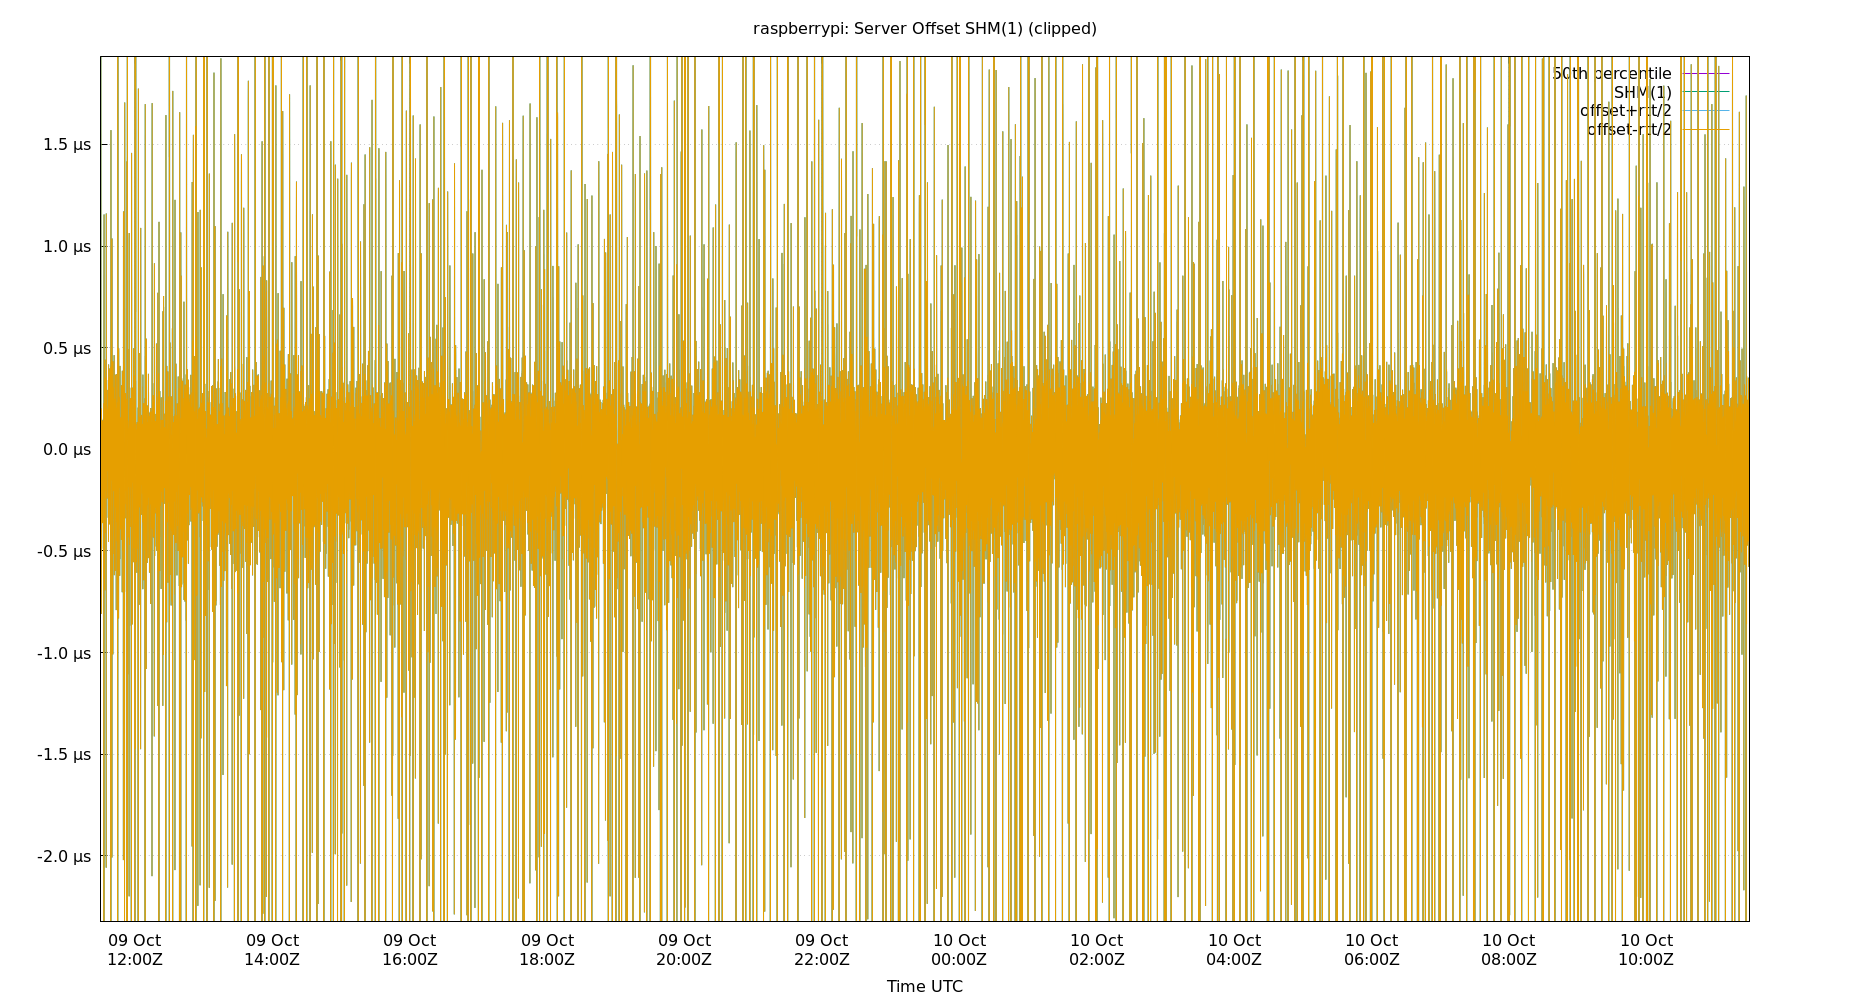 raspberrypi: Server Offset SHM(1) (clipped)
50th percentile
SHM(1)
offset+rtt/2
offset-rtt/2
1.5 µs
1.0 µs
0.5 µs
0.0 µs
-0.5 µs
-1.0 µs
-1.5 µs
-2.0 µs
09 Oct 09 Oct 09 Oct 09 Oct 09 Oct 09 Oct 10 Oct 10 Oct 10 Oct 10 Oct 10 Oct 10 Oct
12:00Z 14:00Z 16:00Z 18:00Z 20:00Z 22:00Z 00:00Z 02:00Z 04:00Z 06:00Z 08:00Z 10:00Z
Time UTC